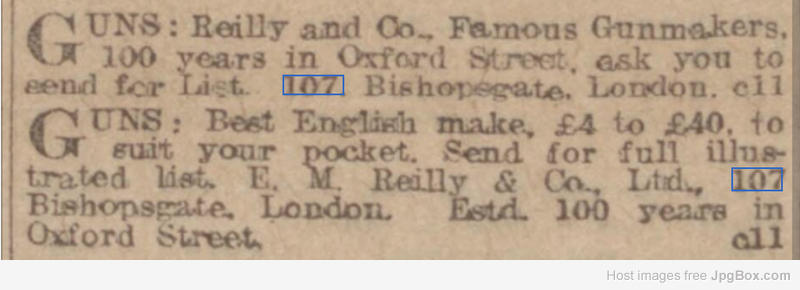 GUNS: Reilly and Co., Famous Gunmakers,
100 years in Oxford Street, ask you to
send for List. 107 Bishopsgate, London. c11
GUNS: Best English make, £4 to £40, to
suit your pocket. Send for full illus-
trated list. E. M. Reilly & Co., Ltd., 107
Bishopsgate, London. Estd. 100 years in
Oxford Street. c11
Host images free JpgBox.com